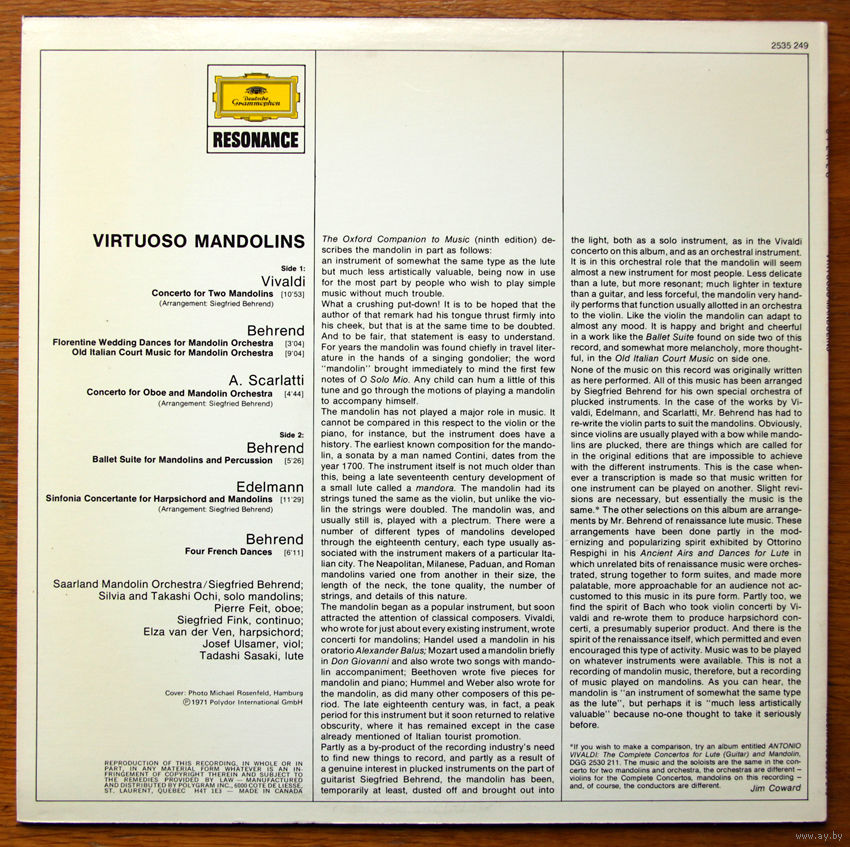 2535 249
Deutsche
Grammophon
RESONANCE
VIRTUOSO MANDOLINS
Side 1:
Vivaldi
Concerto for Two Mandolins [10'53]
(Arrangement: Siegfried Behrend)
Behrend
Florentine Wedding Dances for Mandolin Orchestra [3'04]
Old Italian Court Music for Mandolin Orchestra [9'04]
A. Scarlatti
Concerto for Oboe and Mandolin Orchestra [4'44]
(Arrangement: Siegfried Behrend)
Side 2:
Behrend
Ballet Suite for Mandolins and Percussion [5'26]
Edelmann
Sinfonia Concertante for Harpsichord and Mandolins [11'29]
(Arrangement: Siegfried Behrend)
Behrend
Four French Dances [6'11]
Saarland Mandolin Orchestra/Siegfried Behrend;
Silvia and Takashi Ochi, solo mandolins;
Pierre Feit, oboe;
Siegfried Fink, continuo;
Elza van der Ven, harpsichord;
Josef Ulsamer, viol;
Tadashi Sasaki, lute
Cover: Photo Michael Rosenfeld, Hamburg
Ⓟ1971 Polydor International GmbH
REPRODUCTION OF THIS RECORDING, IN WHOLE OR IN
PART, IN ANY MATERIAL FORM WHATEVER IS AN IN-
FRINGEMENT OF COPYRIGHT THEREIN AND SUBJECT TO
THE REMEDIES PROVIDED BY LAW – MANUFACTURED
AND DISTRIBUTED BY POLYGRAM INC., 6000 COTE DE LIESSE,
ST. LAURENT, QUEBEC H4T 1E3 – MADE IN CANADA
The Oxford Companion to Music (ninth edition) de-
scribes the mandolin in part as follows:
an instrument of somewhat the same type as the lute
but much less artistically valuable, being now in use
for the most part by people who wish to play simple
music without much trouble.
What a crushing put-down! It is to be hoped that the
author of that remark had his tongue thrust firmly into
his cheek, but that is at the same time to be doubted.
And to be fair, that statement is easy to understand.
For years the mandolin was found chiefly in travel liter-
ature in the hands of a singing gondolier; the word
"mandolin" brought immediately to mind the first few
notes of O Solo Mio. Any child can hum a little of this
tune and go through the motions of playing a mandolin
to accompany himself.
The mandolin has not played a major role in music. It
cannot be compared in this respect to the violin or the
piano, for instance, but the instrument does have a
history. The earliest known composition for the mando-
lin, a sonata by a man named Contini, dates from the
year 1700. The instrument itself is not much older than
this, being a late seventeenth century development of
a small lute called a mandora. The mandolin had its
strings tuned the same as the violin, but unlike the vio-
lin the strings were doubled. The mandolin was, and
usually still is, played with a plectrum. There were a
number of different types of mandolins developed
through the eighteenth century, each type usually as-
sociated with the instrument makers of a particular Ita-
lian city. The Neapolitan, Milanese, Paduan, and Roman
mandolins varied one from another in their size, the
length of the neck, the tone quality, the number of
strings, and details of this nature.
The mandolin began as a popular instrument, but soon
attracted the attention of classical composers. Vivaldi,
who wrote for just about every existing instrument, wrote
concerti for mandolins; Handel used a mandolin in his
oratorio Alexander Balus; Mozart used a mandolin briefly
in Don Giovanni and also wrote two songs with mando-
lin accompaniment; Beethoven wrote five pieces for
mandolin and piano; Hummel and Weber also wrote for
the mandolin, as did many other composers of this pe-
riod. The late eighteenth century was, in fact, a peak
period for this instrument but it soon returned to relative
obscurity, where it has remained except in the case
already mentioned of Italian tourist promotion.
Partly as a by-product of the recording industry's need
to find new things to record, and partly as a result of
a genuine interest in plucked instruments on the part of
guitarist Siegfried Behrend, the mandolin has been,
temporarily at least, dusted off and brought out into
the light, both as a solo instrument, as in the Vivaldi
concerto on this album, and as an orchestral instrument.
It is in this orchestral role that the mandolin will seem
almost a new instrument for most people. Less delicate
than a lute, but more resonant; much lighter in texture
than a guitar, and less forceful, the mandolin very hand-
ily performs that function usually allotted in an orchestra
to the violin. Like the violin the mandolin can adapt to
almost any mood. It is happy and bright and cheerful
in a work like the Ballet Suite found on side two of this
record, and somewhat more melancholy, more thought-
ful, in the Old Italian Court Music on side one.
None of the music on this record was originally written
as here performed. All of this music has been arranged
by Siegfried Behrend for his own special orchestra of
plucked instruments. In the case of the works by Vi-
valdi, Edelmann, and Scarlatti, Mr. Behrend has had to
re-write the violin parts to suit the mandolins. Obviously,
since violins are usually played with a bow while mando-
lins are plucked, there are things which are called for
in the original editions that are impossible to achieve
with the different instruments. This is the case when-
ever a transcription is made so that music written for
one instrument can be played on another. Slight revi-
sions are necessary, but essentially the music is the
same.* The other selections on this album are arrange-
ments by Mr. Behrend of renaissance lute music. These
arrangements have been done partly in the mod-
ernizing and popularizing spirit exhibited by Ottorino
Respighi in his Ancient Airs and Dances for Lute in
which unrelated bits of renaissance music were orches-
trated, strung together to form suites, and made more
palatable, more approachable for an audience not ac-
customed to this music in its pure form. Partly too, we
find the spirit of Bach who took violin concerti by Vi-
valdi and re-wrote them to produce harpsichord con-
certi, a presumably superior product. And there is the
spirit of the renaissance itself, which permitted and even
encouraged this type of activity. Music was to be played
on whatever instruments were available. This is not a
recording of mandolin music, therefore, but a recording
of music played on mandolins. As you can hear, the
mandolin is "an instrument of somewhat the same type
as the lute", but perhaps it is "much less artistically
valuable" because no-one thought to take it seriously
before.
*If you wish to make a comparison, try an album entitled ANTONIO
VIVALDI: The Complete Concertos for Lute (Guitar) and Mandolin,
DGG 2530 211. The music and the soloists are the same in the con-
certo for two mandolins and orchestra, the orchestras are different –
violins for the Complete Concertos, mandolins on this recording –
and, of course, the conductors are different.
Jim Coward
www.ay.by